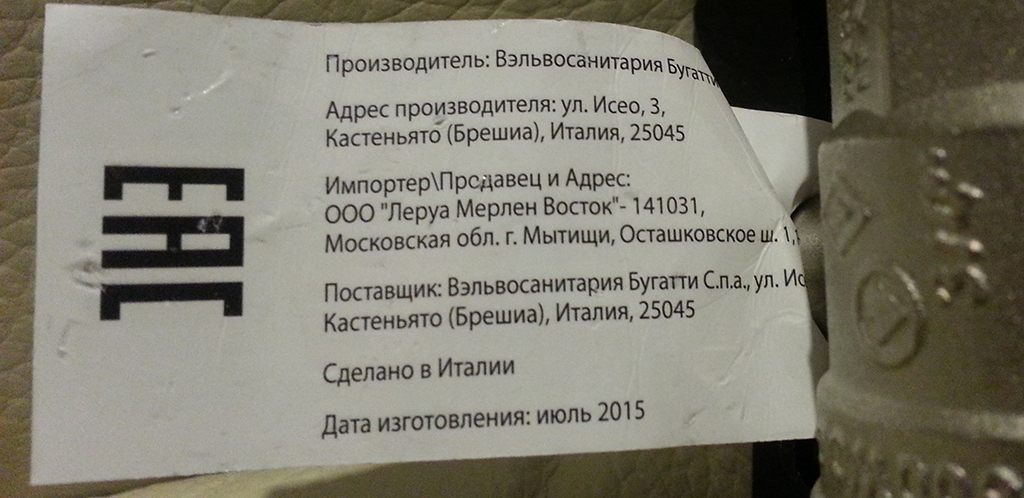 Производитель: Вэльвосанитария Бугатти
Адрес производителя: ул. Исео, 3,
Кастеньято (Брешиа), Италия, 25045
Импортер\Продавец и Адрес:
ООО "Леруа Мерлен Восток"- 141031,
Московская обл. г. Мытищи, Осташковское ш. 1,
Поставщик: Вэльвосанитария Бугатти С.п.а., ул. Ис
Кастеньято (Брешиа), Италия, 25045
Сделано в Италии
Дата изготовления: июль 2015
EAC